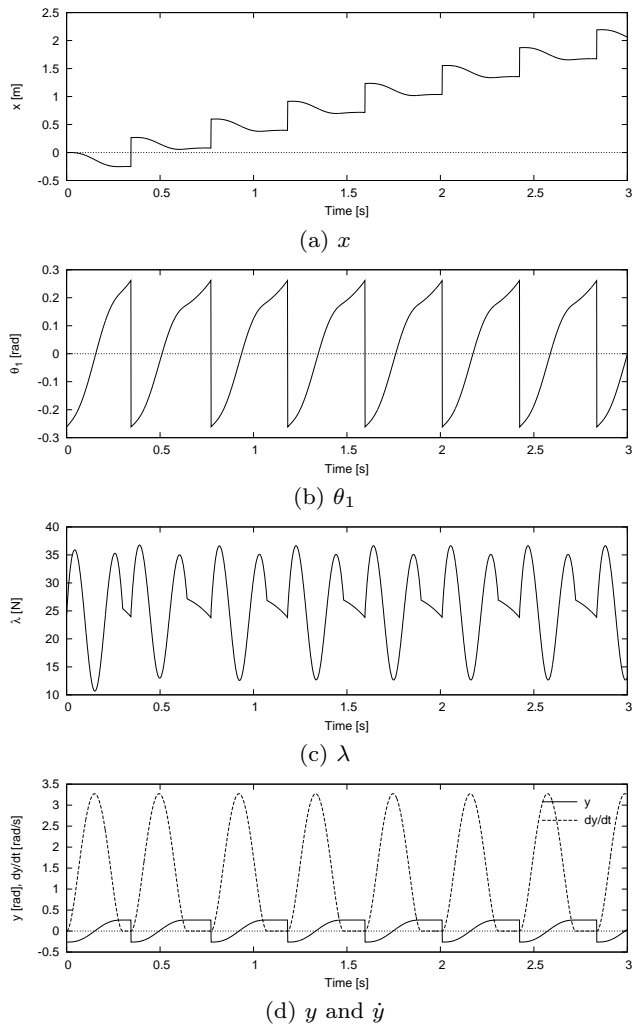 2.5
2
1.5
1
0.5
0
-0.5
x [m]
0 0.5 1 1.5 2 2.5 3
Time [s]
(a) x
0.3
0.2
0.1
0
-0.1
-0.2
-0.3
θ1 [rad]
0 0.5 1 1.5 2 2.5 3
Time [s]
(b) θ1
40
35
30
25
20
15
10
λ [N]
0 0.5 1 1.5 2 2.5 3
Time [s]
(c) λ
3.5
3
2.5
2
1.5
1
0.5
0
-0.5
y [rad], dy/dt [rad/s]
y
dy/dt
0 0.5 1 1.5 2 2.5 3
Time [s]
(d) y and ẏ